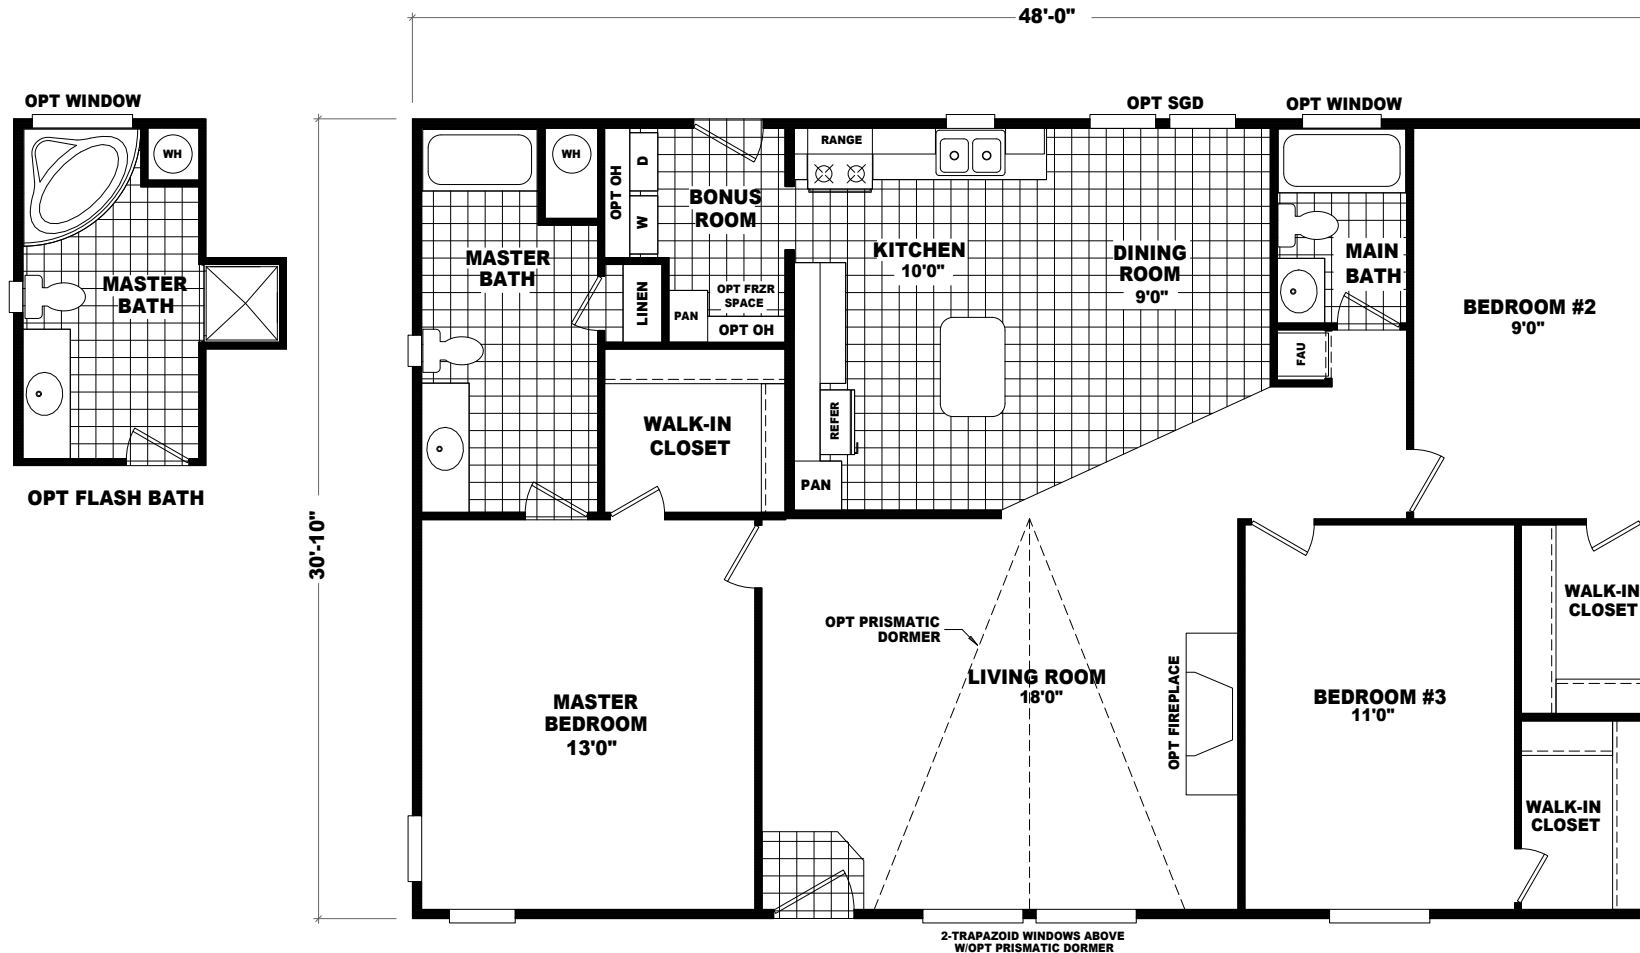 48'-0"
OPT WINDOW
WH
MASTER
BATH
OPT FLASH BATH
30'-10"
OPT SGD
OPT WINDOW
WH
OPT OH
D
W
BONUS
ROOM
RANGE
MASTER
BATH
LINEN
PAN
OPT FRZR
SPACE
OPT OH
KITCHEN
10'0"
DINING
ROOM
9'0"
MAIN
BATH
FAU
BEDROOM #2
9'0"
WALK-IN
CLOSET
REFER
PAN
OPT PRISMATIC
DORMER
LIVING ROOM
18'0"
OPT FIREPLACE
MASTER
BEDROOM
13'0"
BEDROOM #3
11'0"
WALK-IN
CLOSET
WALK-IN
CLOSET
2-TRAPAZOID WINDOWS ABOVE
W/OPT PRISMATIC DORMER